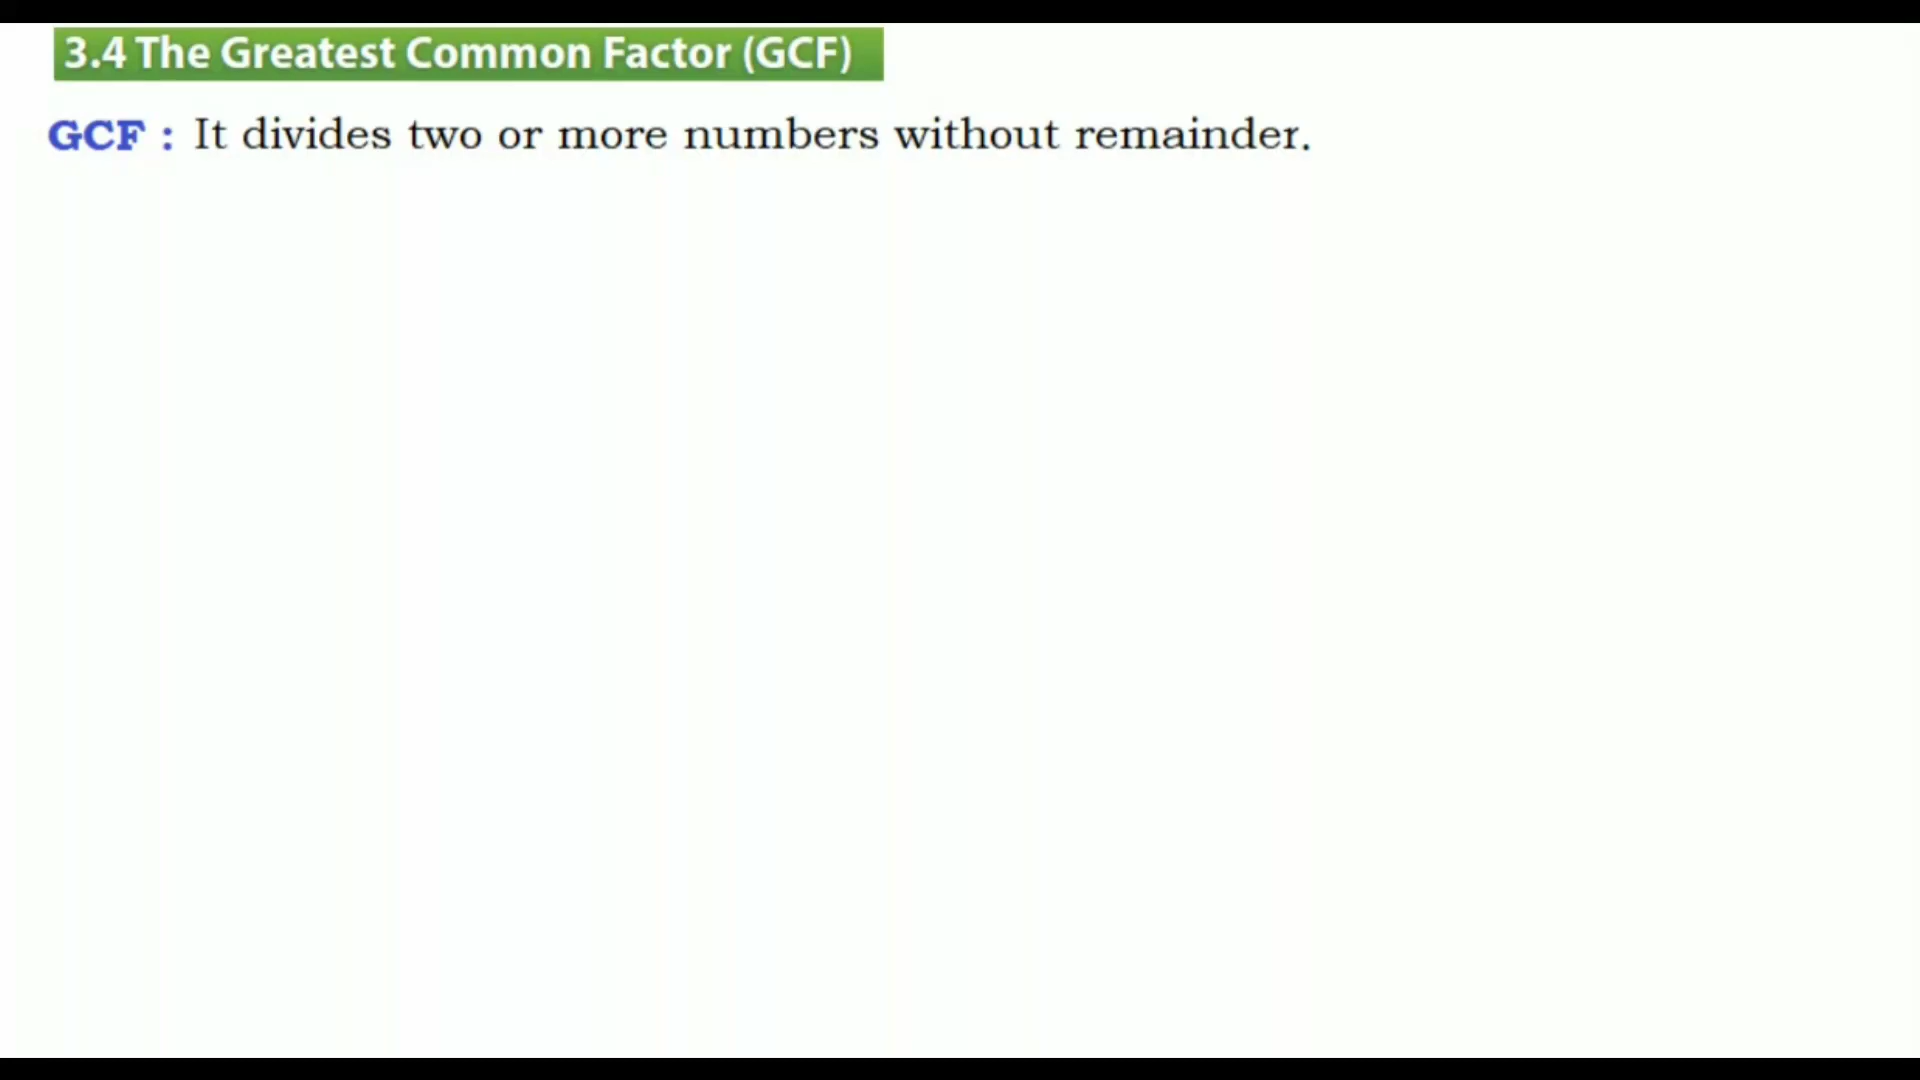 3.4 The Greatest Common Factor (GCF)
GCF : It divides two or more numbers without remainder.